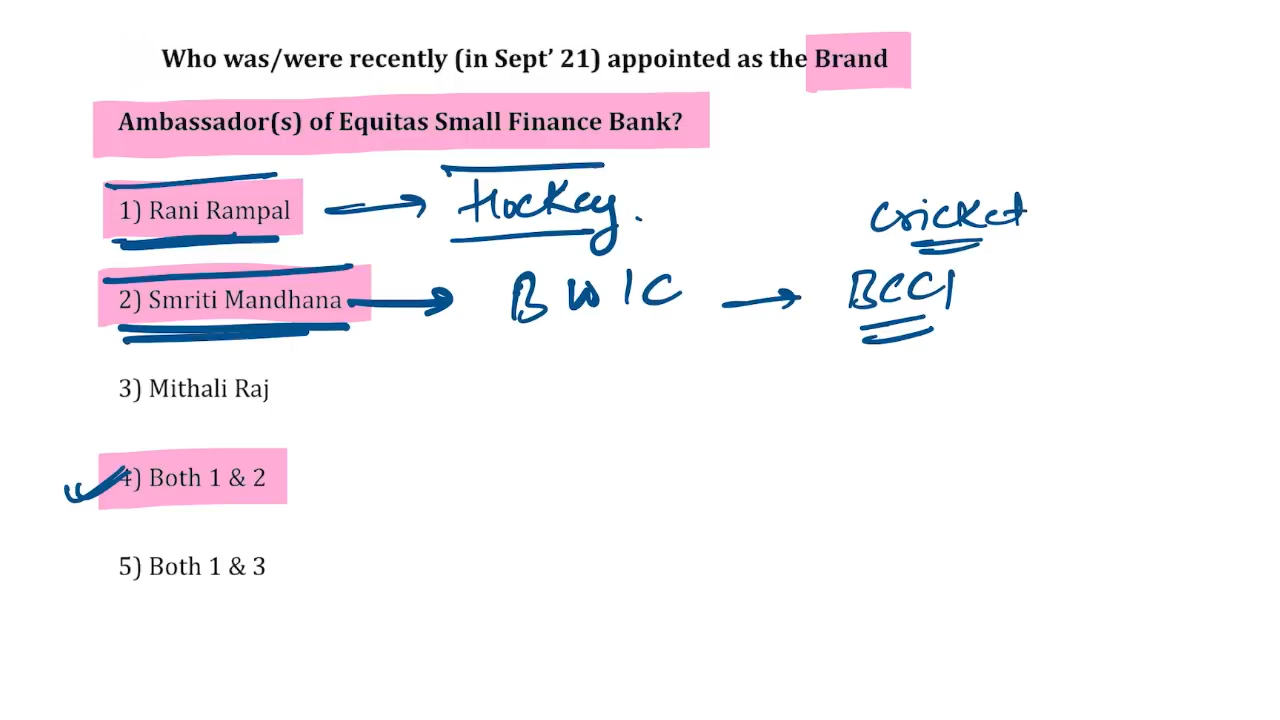 Who was/were recently (in Sept’ 21) appointed as the Brand
Ambassador(s) of Equitas Small Finance Bank?
1) Rani Rampal → Hockey.
cricket
2) Smriti Mandhana → BWIC → BCCI
3) Mithali Raj
4) Both 1 & 2
5) Both 1 & 3